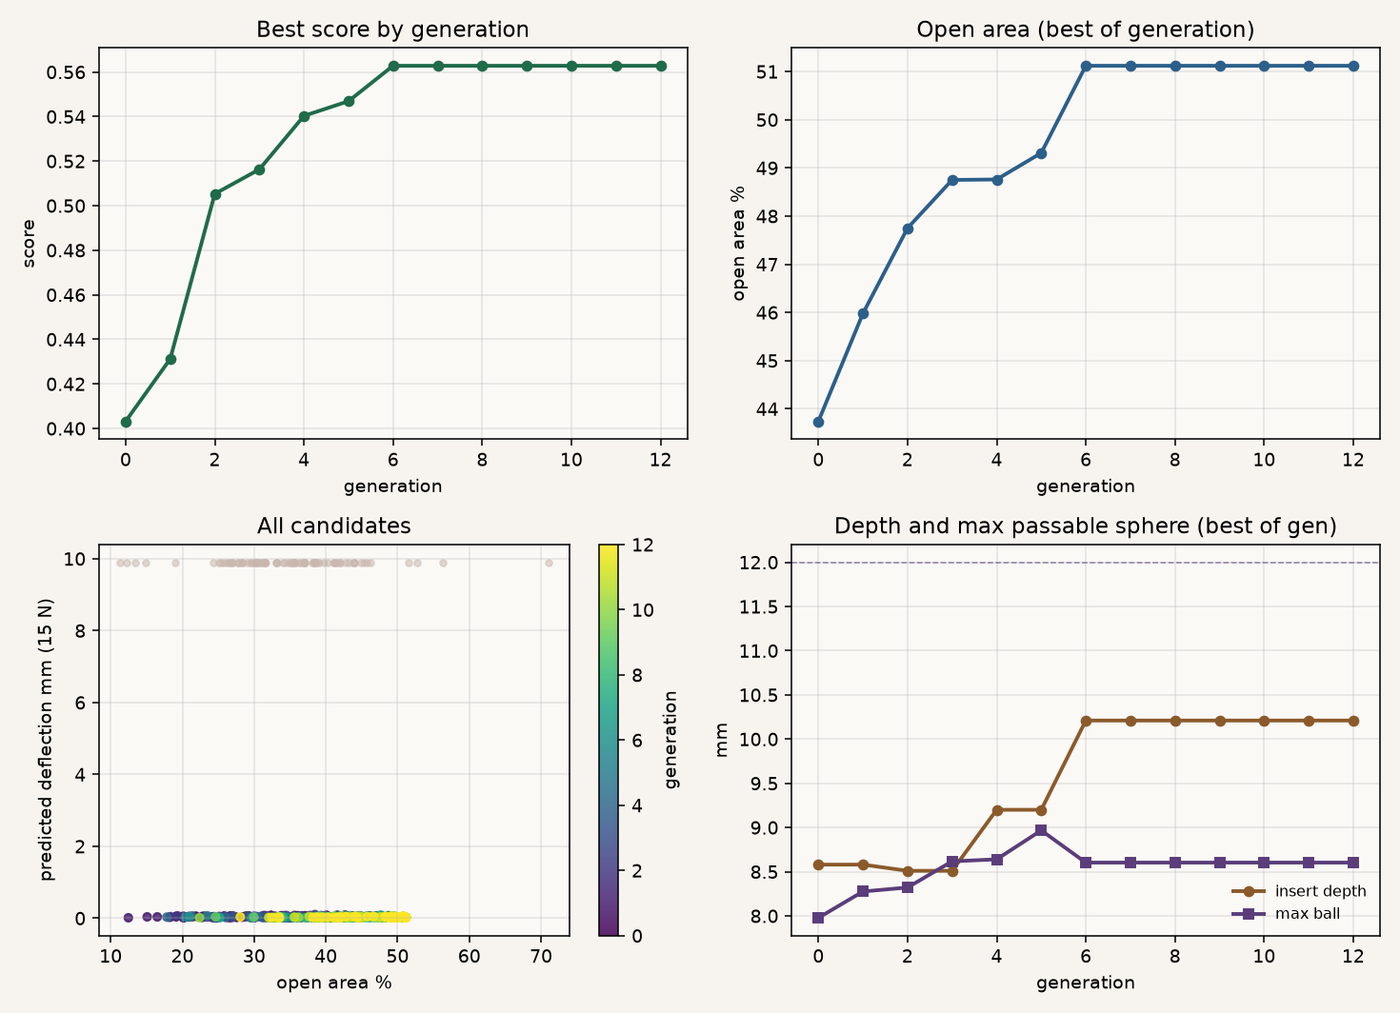 Best score by generation
score
0.56
0.54
0.52
0.50
0.48
0.46
0.44
0.42
0.40
0 2 4 6 8 10 12
generation
Open area (best of generation)
open area %
51
50
49
48
47
46
45
44
0 2 4 6 8 10 12
generation
All candidates
predicted deflection mm (15 N)
10
8
6
4
2
0
10 20 30 40 50 60 70
open area %
12
10
8
6
4
2
0
generation
Depth and max passable sphere (best of gen)
mm
12.0
11.5
11.0
10.5
10.0
9.5
9.0
8.5
8.0
insert depth
max ball
0 2 4 6 8 10 12
generation